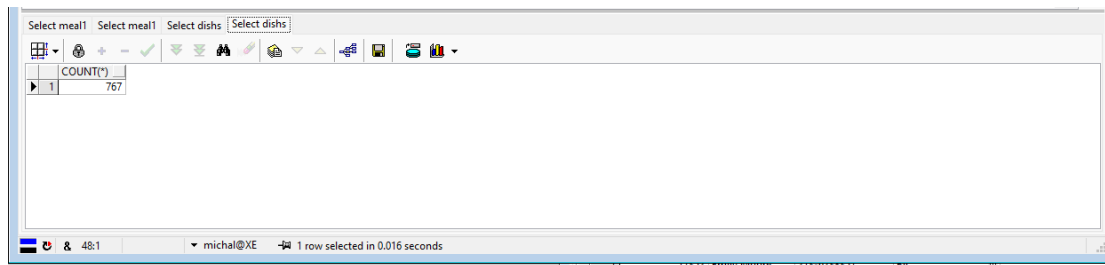 Select meal1 Select meal1 Select dishs Select dishs
COUNT(*)
1 767
& 48:1 michal@XE 1 row selected in 0.016 seconds